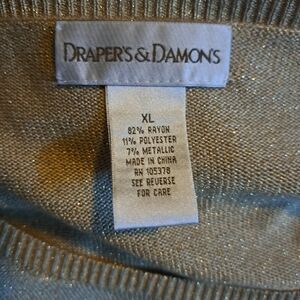 DRAPER'S & DAMON'S
XL
82% RAYON
11% POLYESTER
7% METALLIC
MADE IN CHINA
RN 105378
SEE REVERSE
FOR CARE